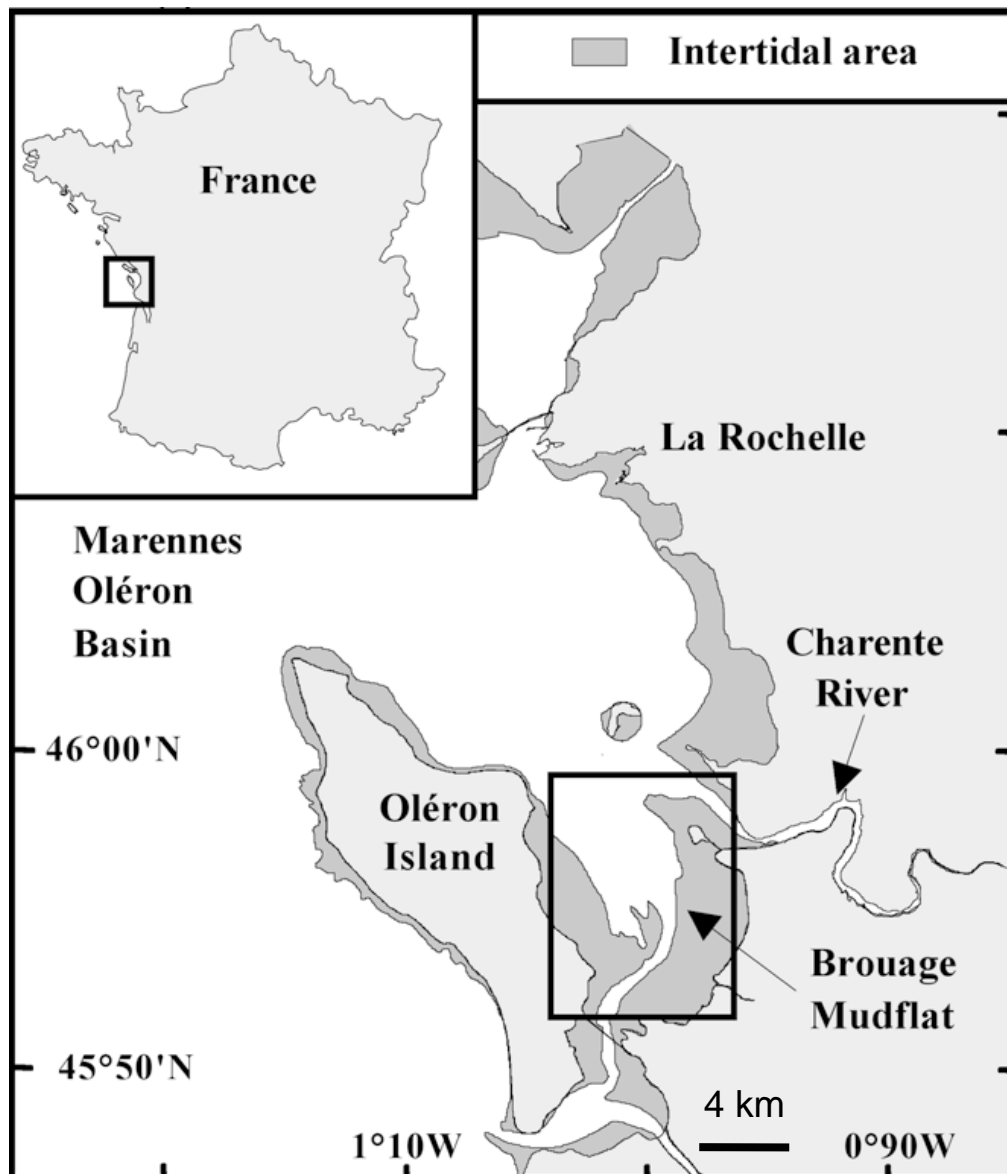 Intertidal area
France
La Rochelle
Marennes
Oléron
Basin
Charente
River
46°00'N
Oléron
Island
Brouage
Mudflat
45°50'N
4 km
1°10W
0°90W